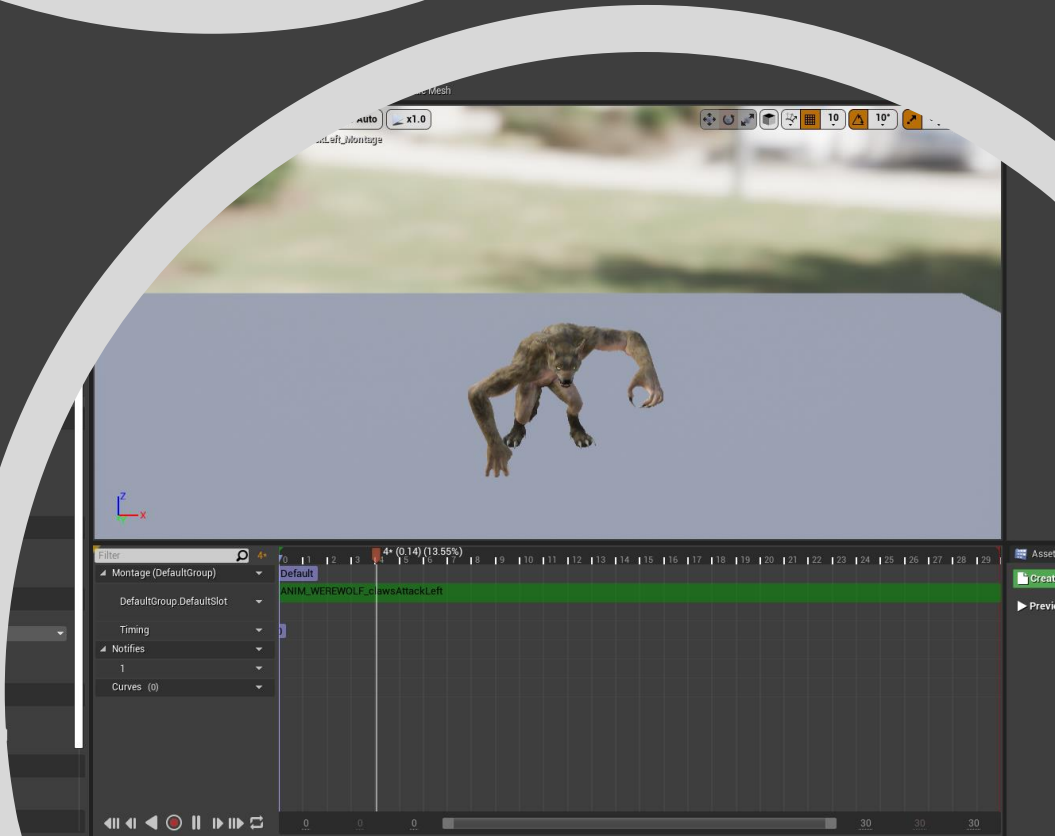 Mesh
Auto x1.0 10 10°
Left_Montage
Z
X
Filter 4+ 4+ (0.14) (13.55%)
0 1 2 3 4 5 6 7 8 9 10 11 12 13 14 15 16 17 18 19 20 21 22 23 24 25 26 27 28 29
Montage (DefaultGroup) Default
ANIM_WEREWOLF_clawsAttackLeft
DefaultGroup.DefaultSlot
Timing
Notifies
1
Curves (0)
0 0 0 30 30 30
Asset
Creat
Previ